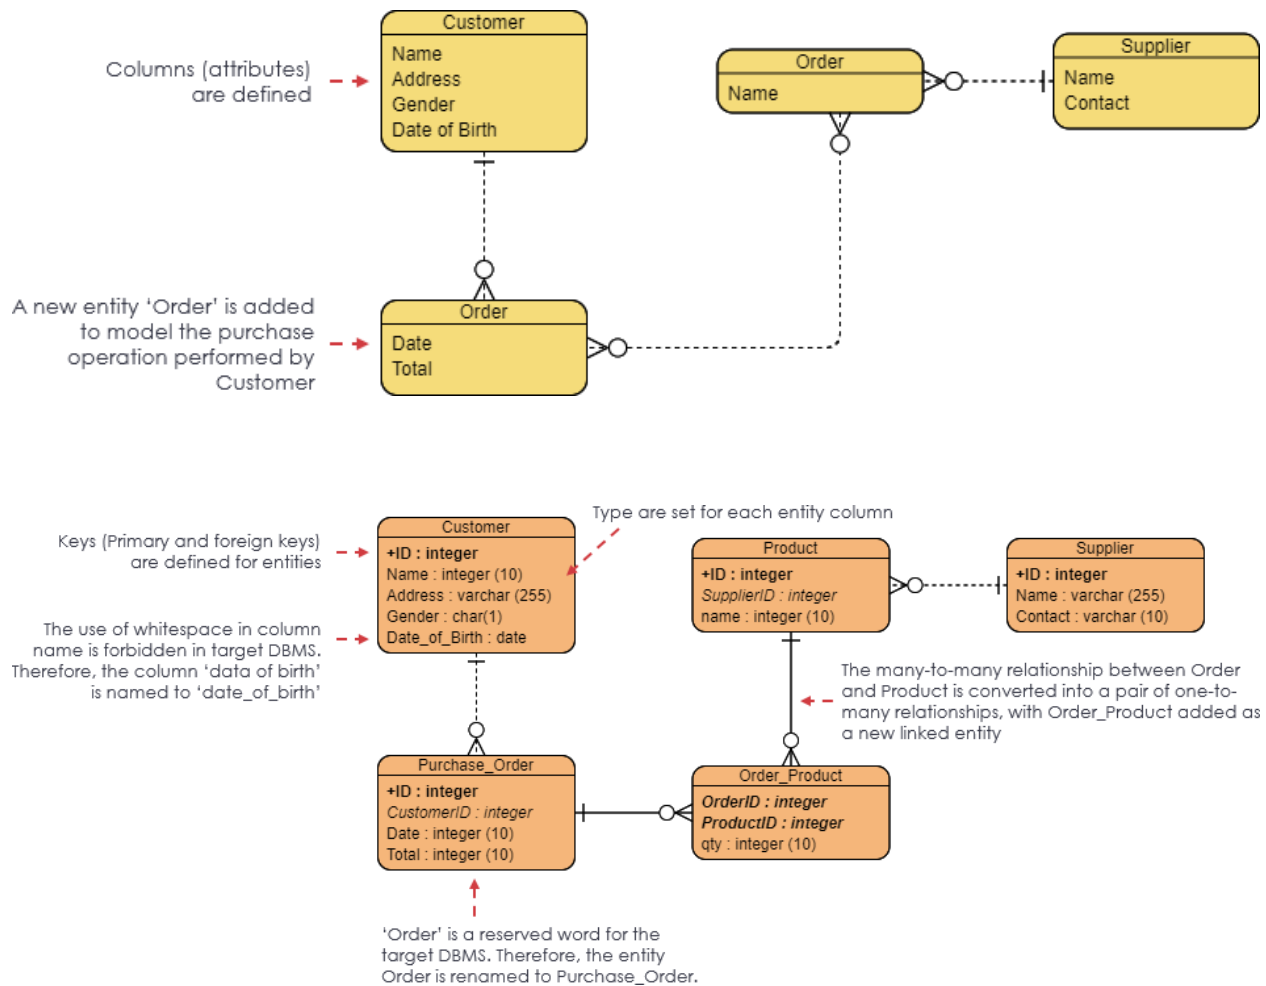 Customer
Name
Address
Gender
Date of Birth
Columns (attributes)
are defined
Order
Name
Supplier
Name
Contact
A new entity ‘Order’ is added
to model the purchase
operation performed by
Customer
Order
Date
Total
Type are set for each entity column
Keys (Primary and foreign keys)
are defined for entities
Customer
+ID : integer
Name : integer (10)
Address : varchar (255)
Gender : char(1)
Date_of_Birth : date
Product
+ID : integer
SupplierID : integer
name : integer (10)
Supplier
+ID : integer
Name : varchar (255)
Contact : varchar (10)
The use of whitespace in column
name is forbidden in target DBMS.
Therefore, the column ‘data of birth’
is named to ‘date_of_birth’
The many-to-many relationship between Order
and Product is converted into a pair of one-to-
many relationships, with Order_Product added as
a new linked entity
Purchase_Order
+ID : integer
CustomerID : integer
Date : integer (10)
Total : integer (10)
Order_Product
OrderID : integer
ProductID : integer
qty : integer (10)
‘Order’ is a reserved word for the
target DBMS. Therefore, the entity
Order is renamed to Purchase_Order.